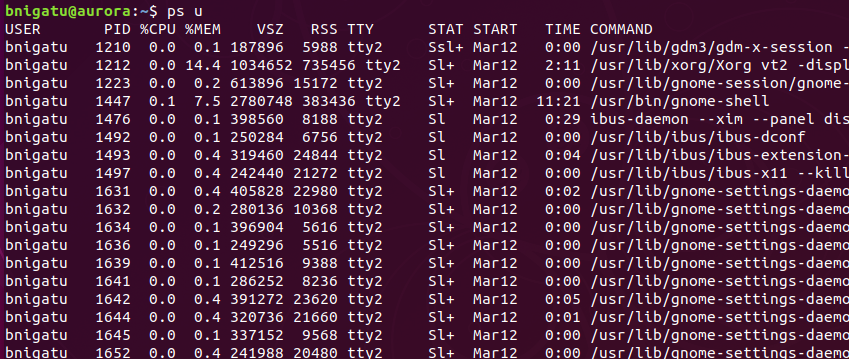 bnigatu@aurora:~$ ps u
USER       PID %CPU %MEM    VSZ   RSS TTY      STAT START   TIME COMMAND
bnigatu   1210  0.0  0.1 187896  5988 tty2     Ssl+ Mar12   0:00 /usr/lib/gdm3/gdm-x-session -
bnigatu   1212  0.0 14.4 1034652 735456 tty2   Sl+  Mar12   2:11 /usr/lib/xorg/Xorg vt2 -displ
bnigatu   1223  0.0  0.2 613896 15172 tty2     Sl+  Mar12   0:00 /usr/lib/gnome-session/gnome-
bnigatu   1447  0.1  7.5 2780748 383436 tty2   Sl+  Mar12  11:21 /usr/bin/gnome-shell
bnigatu   1476  0.0  0.1 398560  8188 tty2     Sl   Mar12   0:29 ibus-daemon --xim --panel dis
bnigatu   1492  0.0  0.1 250284  6756 tty2     Sl   Mar12   0:00 /usr/lib/ibus/ibus-dconf
bnigatu   1493  0.0  0.4 319460 24844 tty2     Sl   Mar12   0:04 /usr/lib/ibus/ibus-extension-
bnigatu   1497  0.0  0.4 242440 21272 tty2     Sl   Mar12   0:00 /usr/lib/ibus/ibus-x11 --kill
bnigatu   1631  0.0  0.4 405828 22980 tty2     Sl+  Mar12   0:02 /usr/lib/gnome-settings-daemo
bnigatu   1632  0.0  0.2 280136 10368 tty2     Sl+  Mar12   0:00 /usr/lib/gnome-settings-daemo
bnigatu   1634  0.0  0.1 396904  5616 tty2     Sl+  Mar12   0:00 /usr/lib/gnome-settings-daemo
bnigatu   1636  0.0  0.1 249296  5516 tty2     Sl+  Mar12   0:00 /usr/lib/gnome-settings-daemo
bnigatu   1639  0.0  0.1 412516  9388 tty2     Sl+  Mar12   0:00 /usr/lib/gnome-settings-daemo
bnigatu   1641  0.0  0.1 286252  8236 tty2     Sl+  Mar12   0:00 /usr/lib/gnome-settings-daemo
bnigatu   1642  0.0  0.4 391272 23620 tty2     Sl+  Mar12   0:05 /usr/lib/gnome-settings-daemo
bnigatu   1644  0.0  0.4 320736 21660 tty2     Sl+  Mar12   0:01 /usr/lib/gnome-settings-daemo
bnigatu   1645  0.0  0.1 337152  9568 tty2     Sl+  Mar12   0:00 /usr/lib/gnome-settings-daemo
bnigatu   1652  0.0  0.4 241988 20480 tty2     Sl+  Mar12   0:00 /usr/lib/gnome-settings-daemo